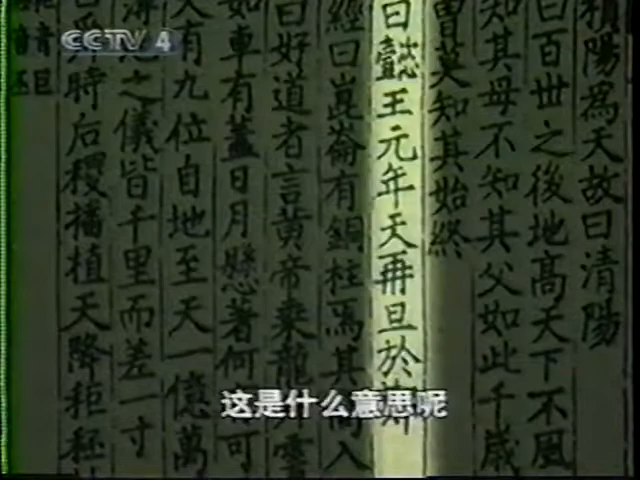 CCTV 4
積陽為天故曰清陽
曰百世之後地高天下不風
知其母不知其父如此千歲
曾莫知其始終
曰懿王元年天再旦於鄭
經曰崑崙有銅柱焉其
入
曰好道者言黃帝乘龍
如車有蓋日月懸著何
可
天有九位自地至天一億萬
之儀皆千里而差一寸
時后稷播植天降秬秠
这是什么意思呢